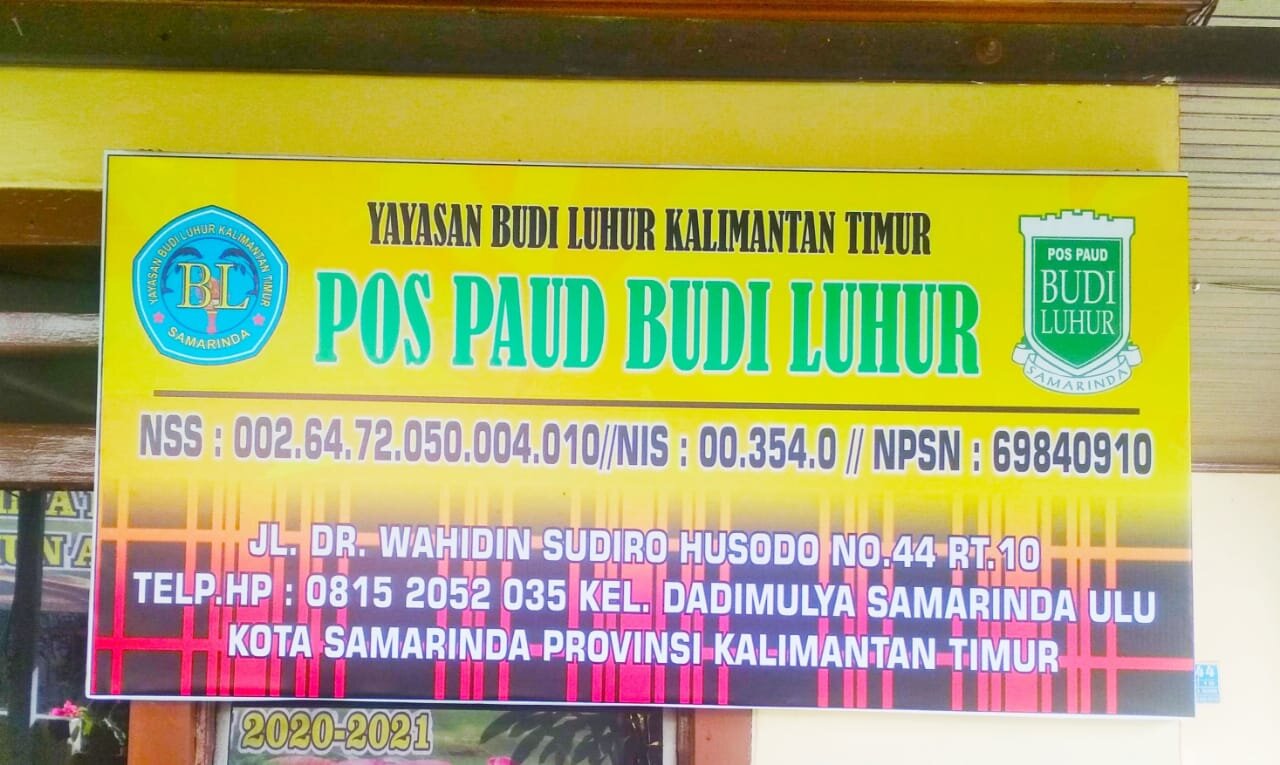 YAYASAN BUDI LUHUR KALIMANTAN TIMUR
POS PAUD BUDI LUHUR
YAYASAN BUDI LUHUR KALIMANTAN TIMUR
BL
SAMARINDA
POS PAUD
BUDI
LUHUR
SAMARINDA
NSS : 002.64.72.050.004.010//NIS : 00.354.0 // NPSN : 69840910
JL. DR. WAHIDIN SUDIRO HUSODO NO.44 RT.10
TELP.HP : 0815 2052 035 KEL. DADIMULYA SAMARINDA ULU
KOTA SAMARINDA PROVINSI KALIMANTAN TIMUR
44
2020-2021